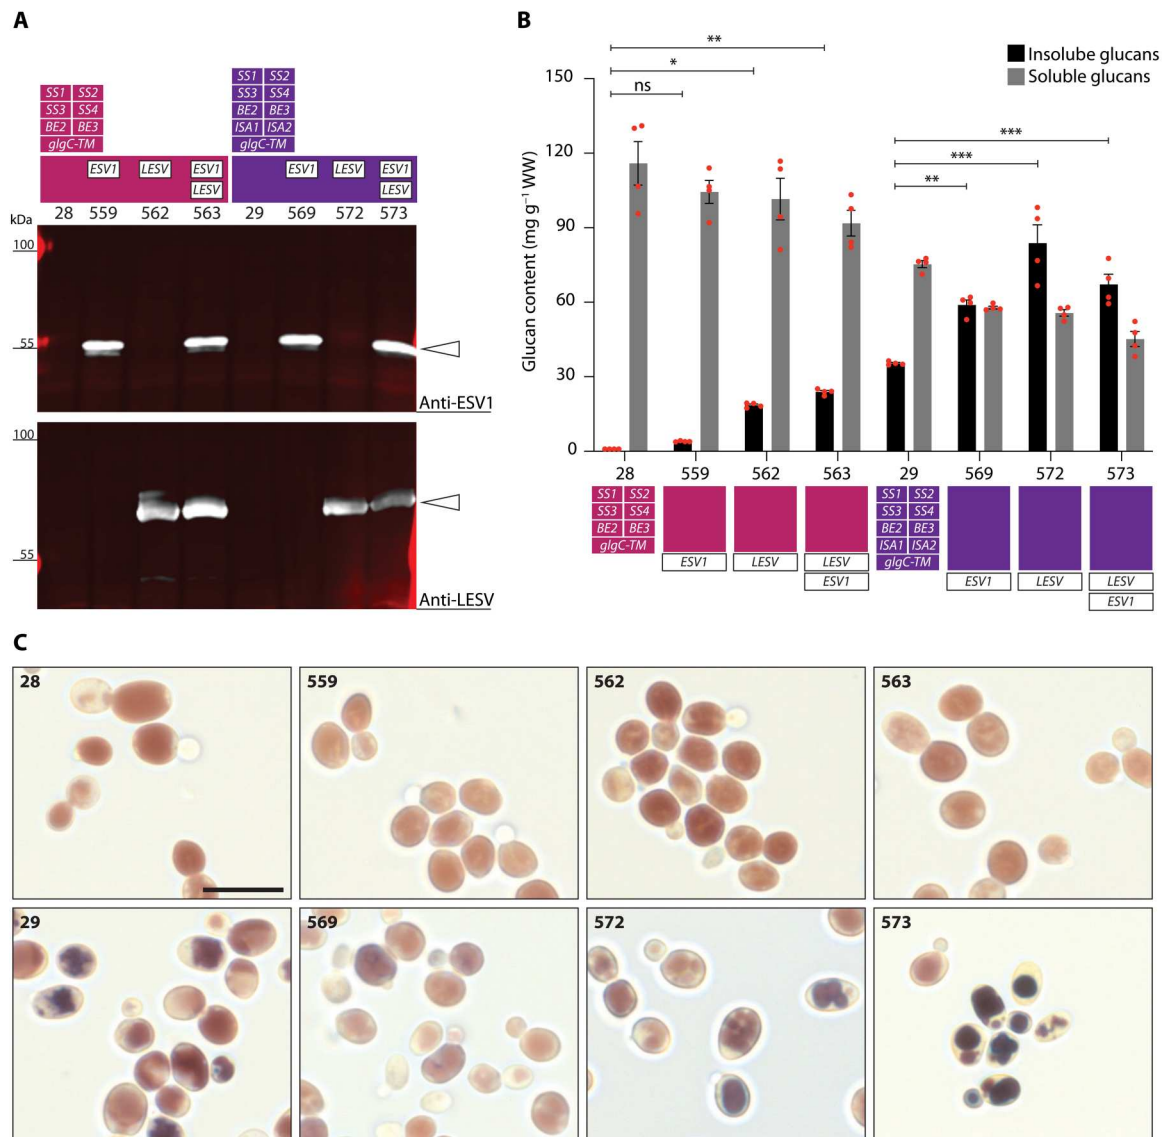 A
SS1 SS2
SS3 SS4
BE2 BE3
glgC-TM
SS1 SS2
SS3 SS4
BE2 BE3
ISA1 ISA2
glgC-TM
ESV1 LESV ESV1 ESV1 LESV ESV1
LESV LESV
kDa 28 559 562 563 29 569 572 573
100
55
Anti-ESV1
100
55
Anti-LESV
B
Insolube glucans
Soluble glucans
**
*
ns
***
***
**
Glucan content (mg g⁻¹ WW)
150
120
90
60
30
0
28 559 562 563 29 569 572 573
SS1 SS2
SS3 SS4
BE2 BE3
glgC-TM
ESV1
LESV
LESV
ESV1
SS1 SS2
SS3 SS4
BE2 BE3
ISA1 ISA2
glgC-TM
ESV1
LESV
LESV
ESV1
C
28
559
562
563
29
569
572
573